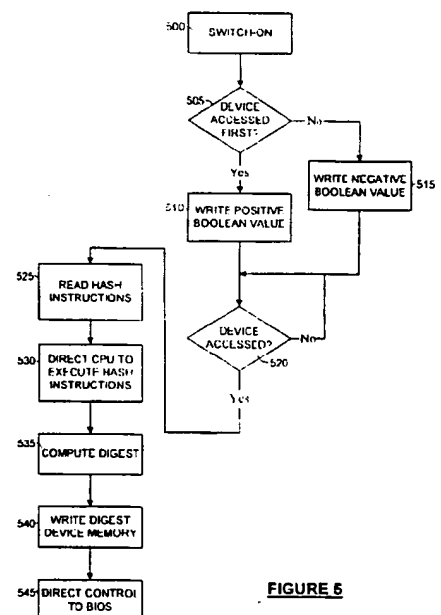 500
SWITCH-ON
505
DEVICE
ACCESSED
FIRST?
No
Yes
510
WRITE POSITIVE
BOOLEAN VALUE
WRITE NEGATIVE
BOOLEAN VALUE
515
525
READ HASH
INSTRUCTIONS
DEVICE
ACCESSED?
No
520
Yes
530
DIRECT CPU TO
EXECUTE HASH
INSTRUCTIONS
535
COMPUTE DIGEST
540
WRITE DIGEST
DEVICE MEMORY
545
DIRECT CONTROL
TO BIOS
FIGURE 5